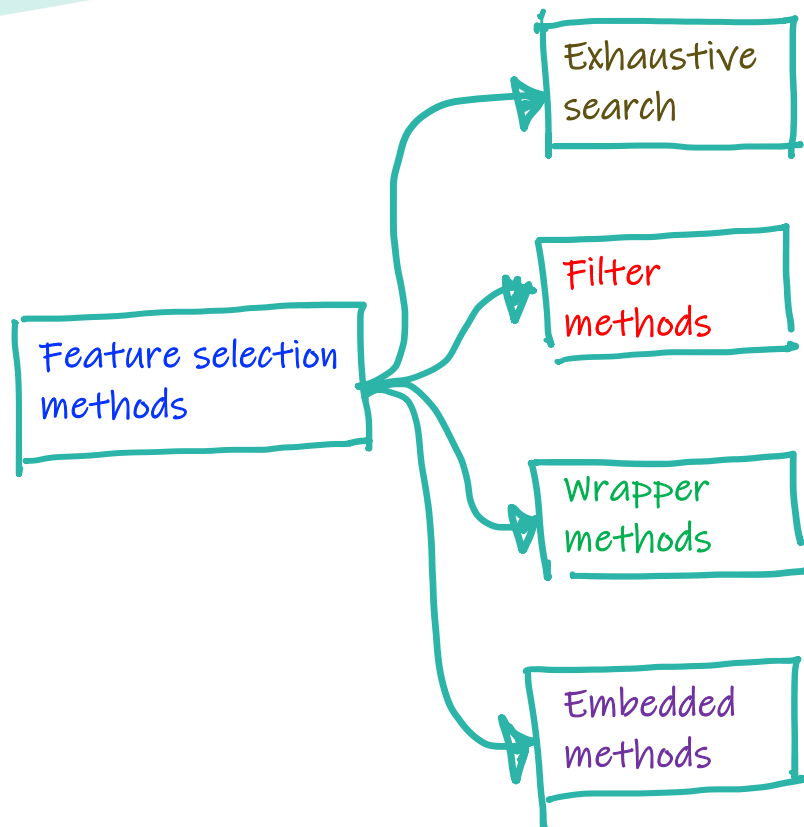 Exhaustive
search
Filter
methods
Feature selection
methods
Wrapper
methods
Embedded
methods